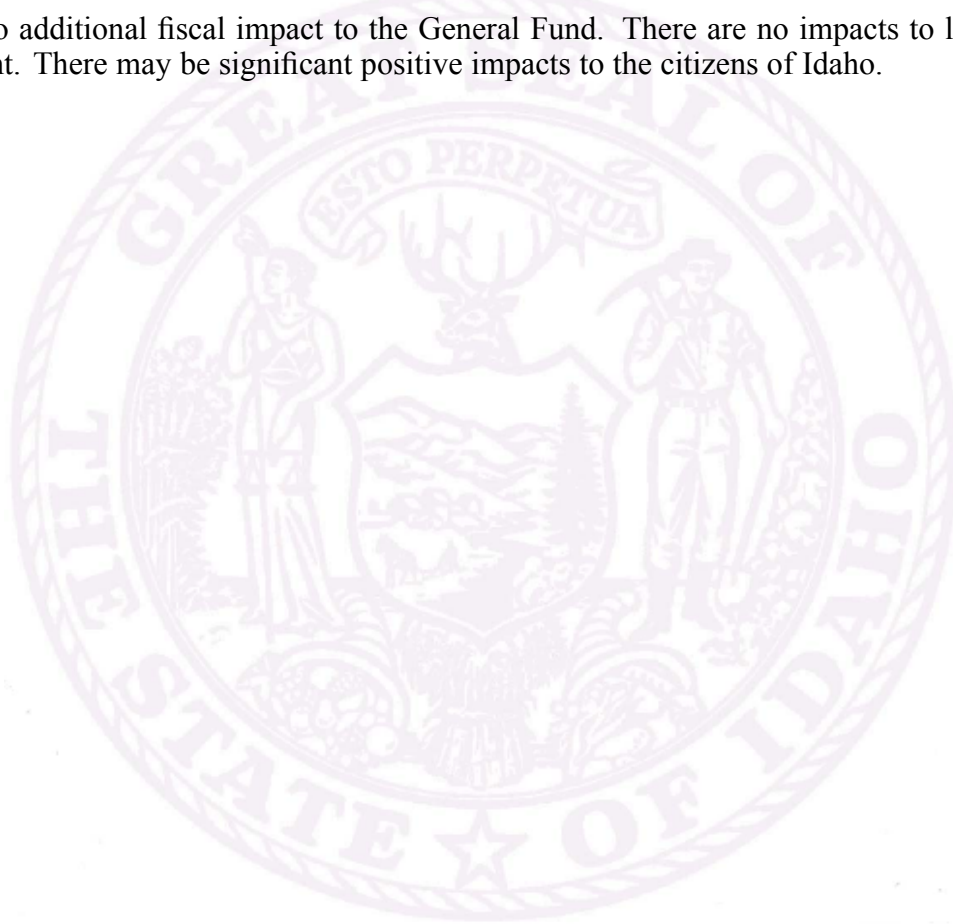 additional fiscal impact to the General Fund. There are no impacts to
There may be significant positive impacts to the citizens of Idaho.
GREAT SEAL OF
ESTO PERPETUA
THE
IDAHO
STATE OF